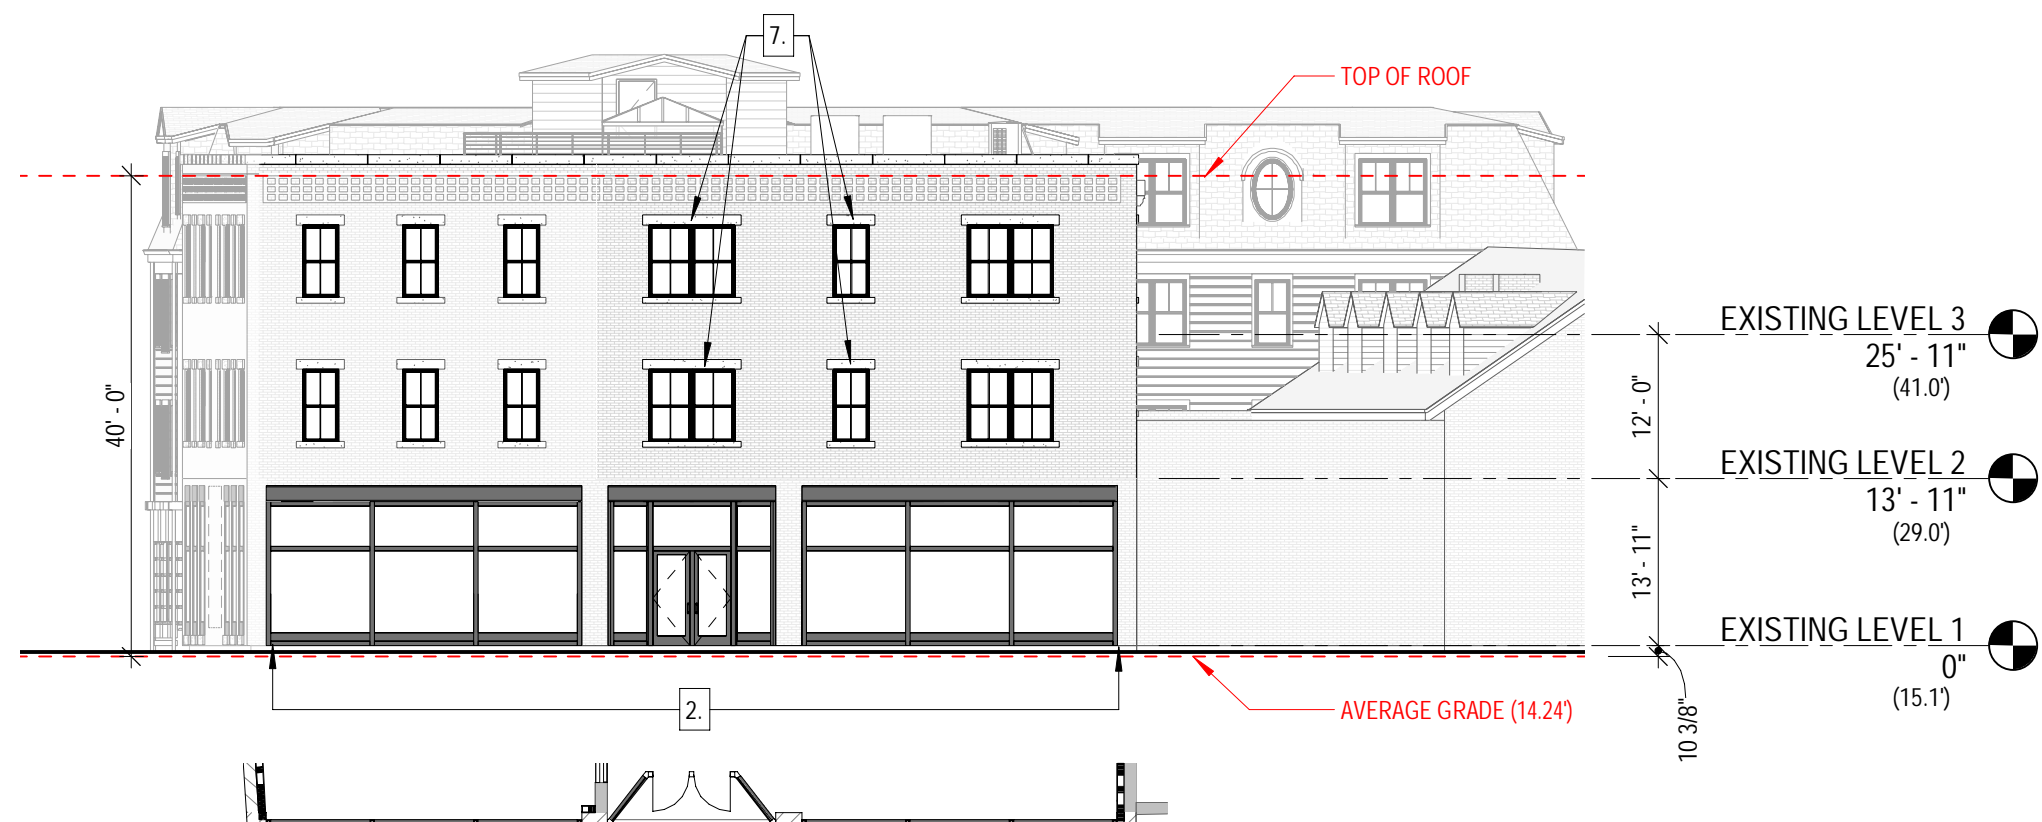 7.
TOP OF ROOF
EXISTING LEVEL 3
25' - 11"
(41.0')
12' - 0"
40' - 0"
EXISTING LEVEL 2
13' - 11"
(29.0')
13' - 11"
EXISTING LEVEL 1
0"
(15.1')
2.
AVERAGE GRADE (14.24')
10 3/8"